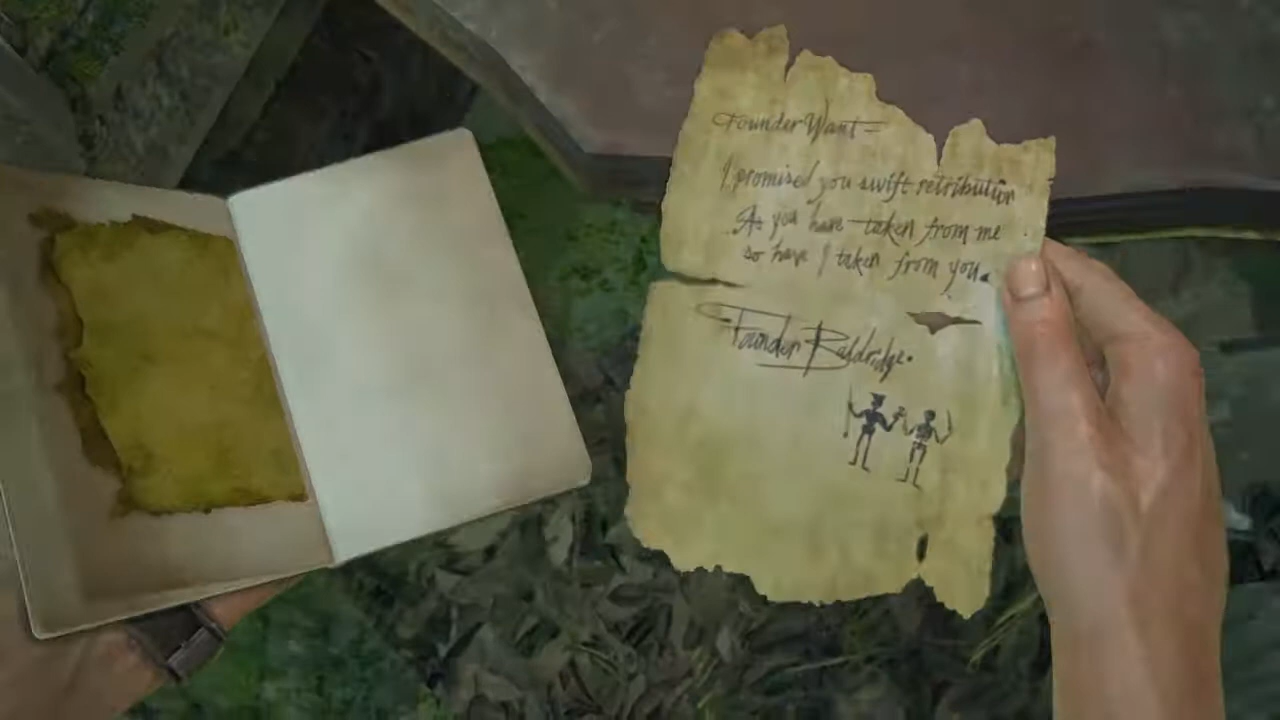 Founder Want–
I promised you swift retribution
As you have taken from me
so have I taken from you.
Founder Baldridge.